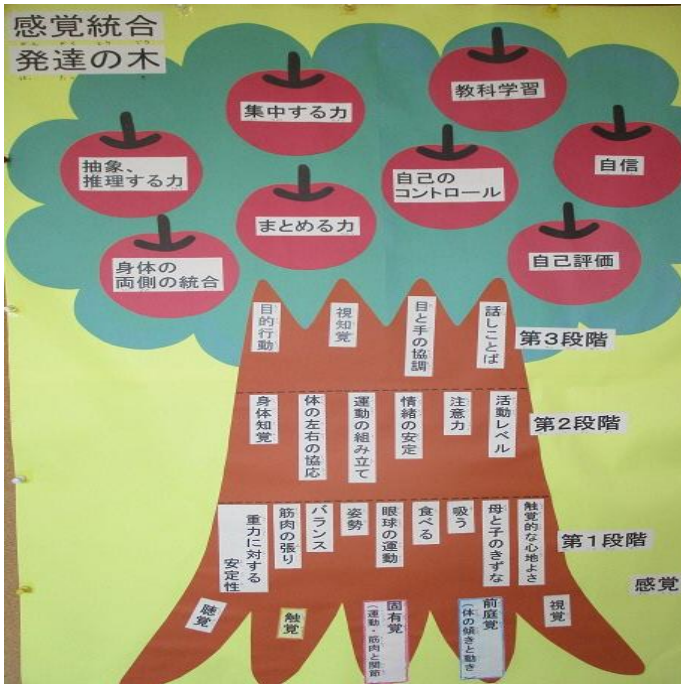 感覚統合
発達の木
集中する力
教科学習
抽象、
推理する力
自己の
コントロール
自信
まとめる力
身体の
両側の統合
自己評価
目的行動
視知覚
目と手の協調
話しことば
第3段階
身体知覚
体の左右の協応
運動の組み立て
情緒の安定
注意力
活動レベル
第2段階
重力に対する
安定性
筋肉の張り
バランス
姿勢
眼球の運動
食べる
吸う
母と子のきずな
触覚的な心地よさ
第1段階
感覚
聴覚
触覚
固有覚
(運動・筋肉と関節
前庭覚
(体の傾きと動き)
視覚